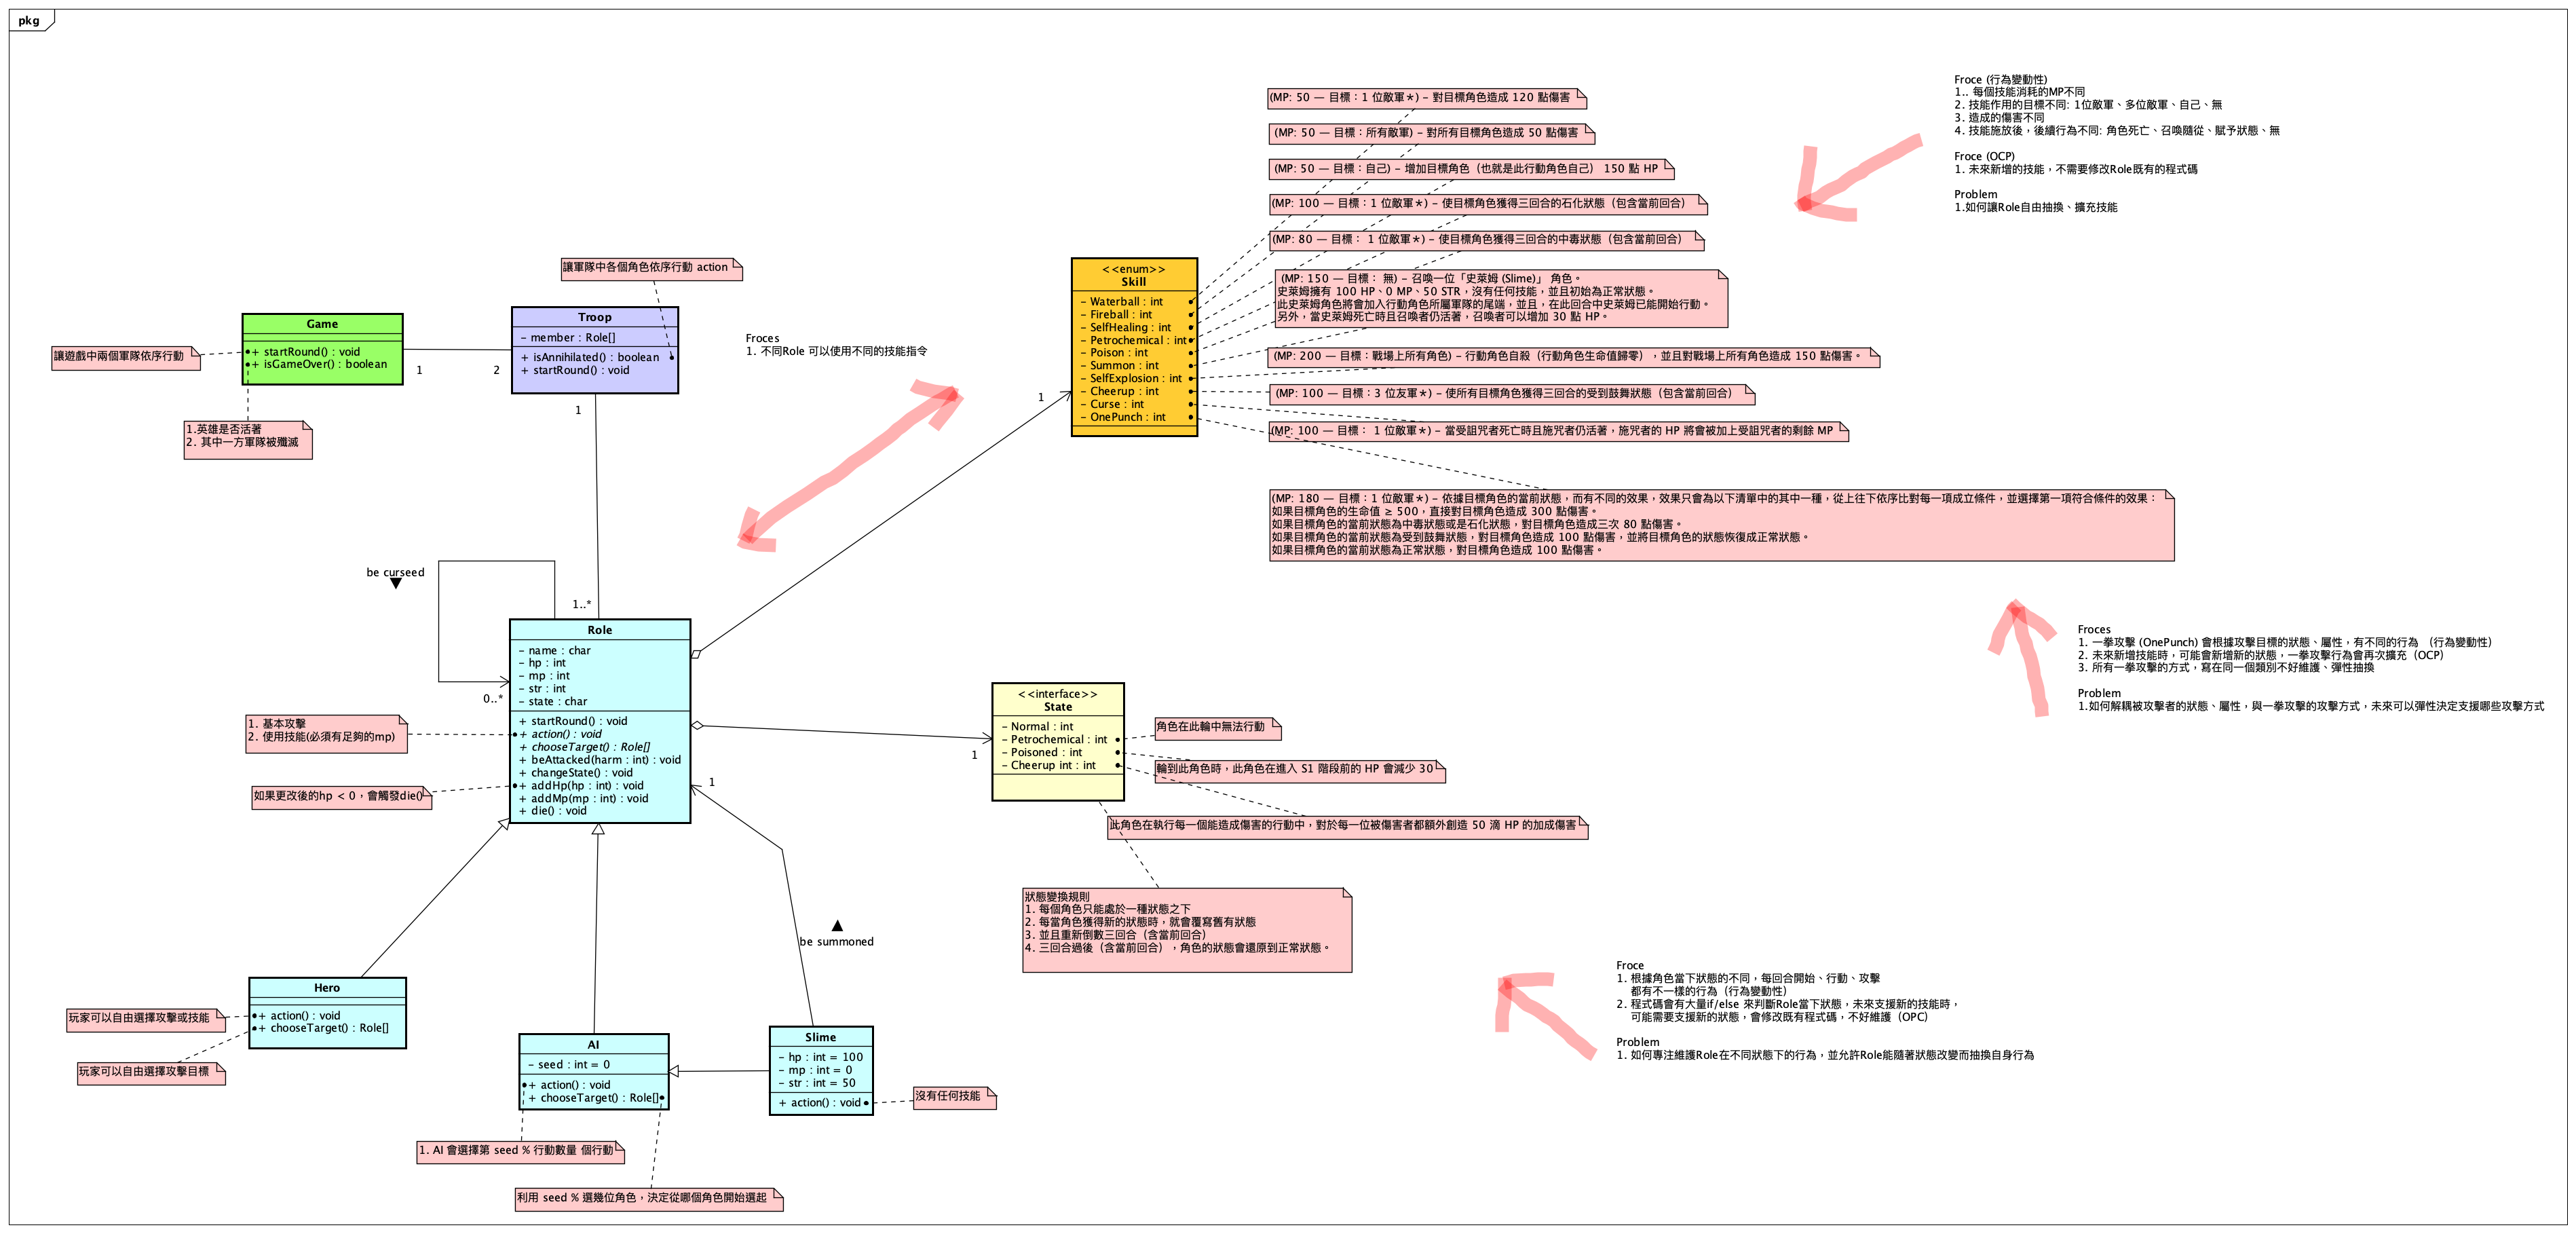 pkg
(MP: 50 — 目標：1 位敵軍＊) – 對目標角色造成 120 點傷害
(MP: 50 — 目標：所有敵軍) – 對所有目標角色造成 50 點傷害
(MP: 50 — 目標：自己) – 增加目標角色（也就是此行動角色自己） 150 點 HP
(MP: 100 — 目標：1 位敵軍＊) – 使目標角色獲得三回合的石化狀態（包含當前回合）
(MP: 80 — 目標： 1 位敵軍＊) – 使目標角色獲得三回合的中毒狀態（包含當前回合）
(MP: 150 — 目標： 無) – 召喚一位「史萊姆 (Slime)」 角色。
史萊姆擁有 100 HP、0 MP、50 STR，沒有任何技能，並且初始為正常狀態。
此史萊姆角色將會加入行動角色所屬軍隊的尾端，並且，在此回合中史萊姆已能開始行動。
另外，當史萊姆死亡時且召喚者仍活著，召喚者可以增加 30 點 HP。
(MP: 200 — 目標：戰場上所有角色) – 行動角色自殺（行動角色生命值歸零），並且對戰場上所有角色造成 150 點傷害。
(MP: 100 — 目標：3 位友軍＊) – 使所有目標角色獲得三回合的受到鼓舞狀態（包含當前回合）
(MP: 100 — 目標： 1 位敵軍＊) – 當受詛咒者死亡時且施咒者仍活著，施咒者的 HP 將會被加上受詛咒者的剩餘 MP
(MP: 180 — 目標：1 位敵軍＊) – 依據目標角色的當前狀態，而有不同的效果，效果只會為以下清單中的其中一種，從上往下依序比對每一項成立條件，並選擇第一項符合條件的效果：
如果目標角色的生命值 ≥ 500，直接對目標角色造成 300 點傷害。
如果目標角色的當前狀態為中毒狀態或是石化狀態，對目標角色造成三次 80 點傷害。
如果目標角色的當前狀態為受到鼓舞狀態，對目標角色造成 100 點傷害，並將目標角色的狀態恢復成正常狀態。
如果目標角色的當前狀態為正常狀態，對目標角色造成 100 點傷害。
Froce (行為變動性)
1.. 每個技能消耗的MP不同
2. 技能作用的目標不同: 1位敵軍、多位敵軍、自己、無
3. 造成的傷害不同
4. 技能施放後，後續行為不同: 角色死亡、召喚隨從、賦予狀態、無
Froce (OCP)
1. 未來新增的技能，不需要修改Role既有的程式碼
Problem
1.如何讓Role自由抽換、擴充技能
<<enum>>
Skill
– Waterball : int
– Fireball : int
– SelfHealing : int
– Petrochemical : int
– Poison : int
– Summon : int
– SelfExplosion : int
– Cheerup : int
– Curse : int
– OnePunch : int
讓軍隊中各個角色依序行動 action
Game
+ startRound() : void
+ isGameOver() : boolean
讓遊戲中兩個軍隊依序行動
1.英雄是否活著
2. 其中一方軍隊被殲滅
1
2
Troop
– member : Role[]
+ isAnnihilated() : boolean
+ startRound() : void
1
Froces
1. 不同Role 可以使用不同的技能指令
1
be curseed
1..*
0..*
Role
– name : char
– hp : int
– mp : int
– str : int
– state : char
+ startRound() : void
+ action() : void
+ chooseTarget() : Role[]
+ beAttacked(harm : int) : void
+ changeState() : void
+ addHp(hp : int) : void
+ addMp(mp : int) : void
+ die() : void
1. 基本攻擊
2. 使用技能(必須有足夠的mp)
如果更改後的hp < 0，會觸發die()
1
1
<<interface>>
State
– Normal : int
– Petrochemical : int
– Poisoned : int
– Cheerup int : int
角色在此輪中無法行動
輪到此角色時，此角色在進入 S1 階段前的 HP 會減少 30
此角色在執行每一個能造成傷害的行動中，對於每一位被傷害者都額外創造 50 滴 HP 的加成傷害
狀態變換規則
1. 每個角色只能處於一種狀態之下
2. 每當角色獲得新的狀態時，就會覆寫舊有狀態
3. 並且重新倒數三回合（含當前回合）
4. 三回合過後（含當前回合），角色的狀態會還原到正常狀態。
Froces
1. 一拳攻擊 (OnePunch) 會根據攻擊目標的狀態、屬性，有不同的行為 （行為變動性）
2. 未來新增技能時，可能會新增新的狀態，一拳攻擊行為會再次擴充（OCP)
3. 所有一拳攻擊的方式，寫在同一個類別不好維護、彈性抽換
Problem
1.如何解耦被攻擊者的狀態、屬性，與一拳攻擊的攻擊方式，未來可以彈性決定支援哪些攻擊方式
Froce
1. 根據角色當下狀態的不同，每回合開始、行動、攻擊
都有不一樣的行為（行為變動性）
2. 程式碼會有大量if/else 來判斷Role當下狀態，未來支援新的技能時，
可能需要支援新的狀態，會修改既有程式碼，不好維護（OPC）
Problem
1. 如何專注維護Role在不同狀態下的行為，並允許Role能隨著狀態改變而抽換自身行為
be summoned
Hero
+ action() : void
+ chooseTarget() : Role[]
玩家可以自由選擇攻擊或技能
玩家可以自由選擇攻擊目標
AI
– seed : int = 0
+ action() : void
+ chooseTarget() : Role[]
Slime
– hp : int = 100
– mp : int = 0
– str : int = 50
+ action() : void
沒有任何技能
1. AI 會選擇第 seed % 行動數量 個行動
利用 seed % 選幾位角色，決定從哪個角色開始選起